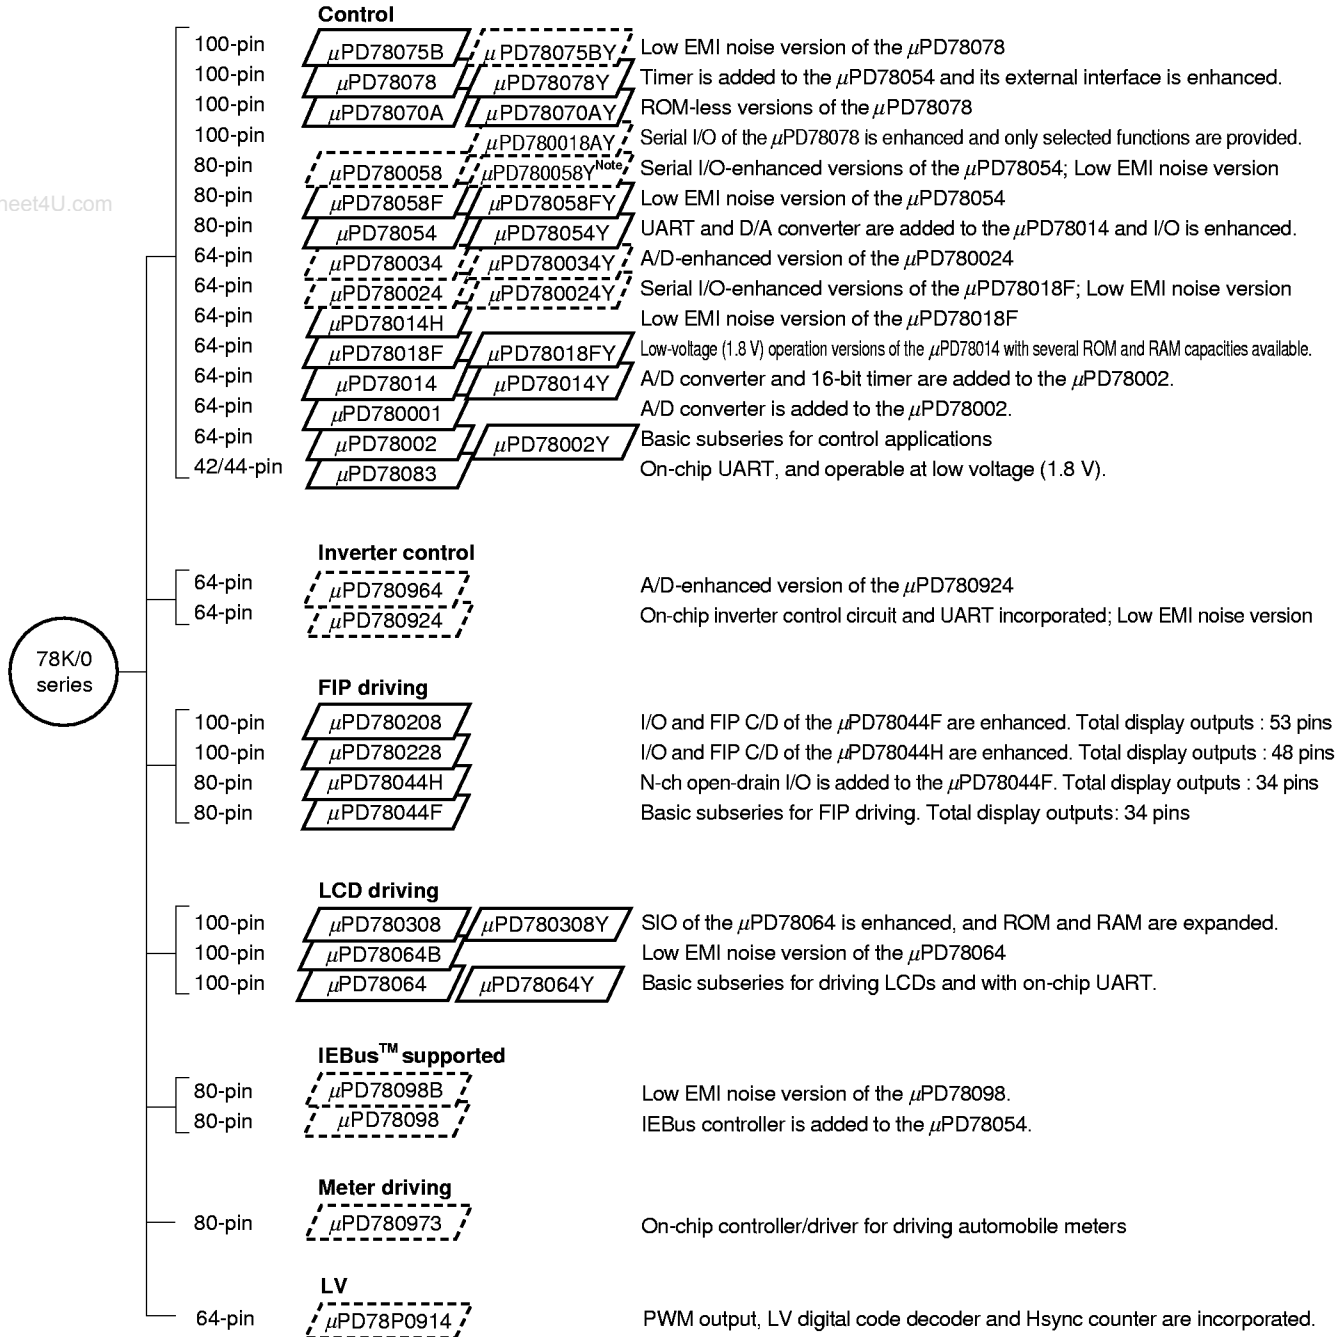 Control
100-pin μPD78075B μPD78075BY Low EMI noise version of the μPD78078
100-pin μPD78078 μPD78078Y Timer is added to the μPD78054 and its external interface is enhanced.
100-pin μPD78070A μPD78070AY ROM-less versions of the μPD78078
100-pin μPD780018AY Serial I/O of the μPD78078 is enhanced and only selected functions are provided.
80-pin μPD780058 μPD780058Y Note Serial I/O-enhanced versions of the μPD78054; Low EMI noise version
heet4U.com
80-pin μPD78058F μPD78058FY Low EMI noise version of the μPD78054
80-pin μPD78054 μPD78054Y UART and D/A converter are added to the μPD78014 and I/O is enhanced.
64-pin μPD780034 μPD780034Y A/D-enhanced version of the μPD780024
64-pin μPD780024 μPD780024Y Serial I/O-enhanced versions of the μPD78018F; Low EMI noise version
64-pin μPD78014H Low EMI noise version of the μPD78018F
64-pin μPD78018F μPD78018FY Low-voltage (1.8 V) operation versions of the μPD78014 with several ROM and RAM capacities available.
64-pin μPD78014 μPD78014Y A/D converter and 16-bit timer are added to the μPD78002.
64-pin μPD780001 A/D converter is added to the μPD78002.
64-pin μPD78002 μPD78002Y Basic subseries for control applications
42/44-pin μPD78083 On-chip UART, and operable at low voltage (1.8 V).
Inverter control
64-pin μPD780964 A/D-enhanced version of the μPD780924
64-pin μPD780924 On-chip inverter control circuit and UART incorporated; Low EMI noise version
78K/0
series
FIP driving
100-pin μPD780208 I/O and FIP C/D of the μPD78044F are enhanced. Total display outputs : 53 pins
100-pin μPD780228 I/O and FIP C/D of the μPD78044H are enhanced. Total display outputs : 48 pins
80-pin μPD78044H N-ch open-drain I/O is added to the μPD78044F. Total display outputs : 34 pins
80-pin μPD78044F Basic subseries for FIP driving. Total display outputs: 34 pins
LCD driving
100-pin μPD780308 μPD780308Y SIO of the μPD78064 is enhanced, and ROM and RAM are expanded.
100-pin μPD78064B Low EMI noise version of the μPD78064
100-pin μPD78064 μPD78064Y Basic subseries for driving LCDs and with on-chip UART.
IEBus™ supported
80-pin μPD78098B Low EMI noise version of the μPD78098.
80-pin μPD78098 IEBus controller is added to the μPD78054.
Meter driving
80-pin μPD780973 On-chip controller/driver for driving automobile meters
LV
64-pin μPD78P0914 PWM output, LV digital code decoder and Hsync counter are incorporated.